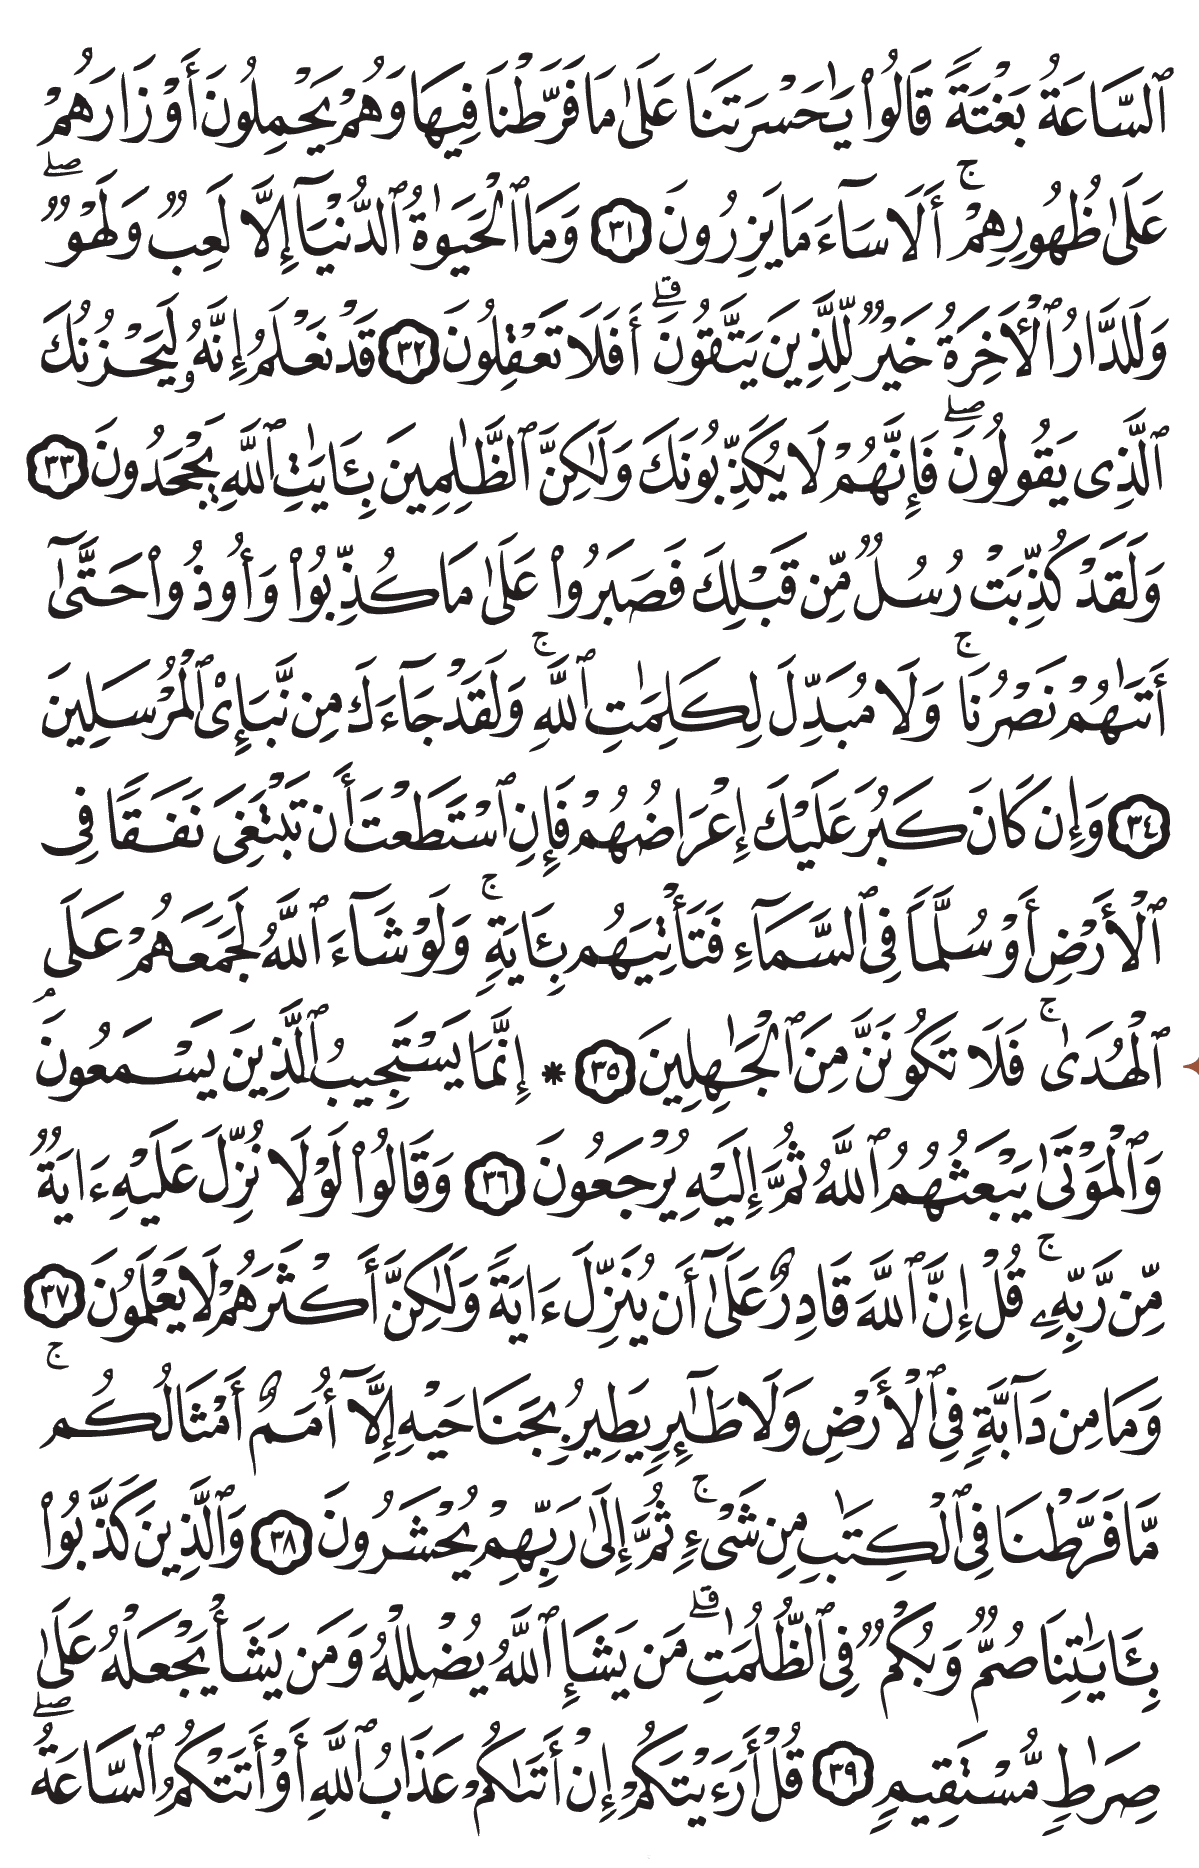 ٱلسَّاعَةُ بَغْتَةً قَالُوا۟ يَـٰحَسْرَتَنَا عَلَىٰ مَا فَرَّطْنَا فِيهَا وَهُمْ يَحْمِلُونَ أَوْزَارَهُمْ
عَلَىٰ ظُهُورِهِمْ ۚ أَلَا سَآءَ مَا يَزِرُونَ ٣١ وَمَا ٱلْحَيَوٰةُ ٱلدُّنْيَآ إِلَّا لَعِبٌ وَلَهْوٌ ۖ
وَلَلدَّارُ ٱلْـَٔاخِرَةُ خَيْرٌ لِّلَّذِينَ يَتَّقُونَ ۗ أَفَلَا تَعْقِلُونَ ٣٢ قَدْ نَعْلَمُ إِنَّهُۥ لَيَحْزُنُكَ
ٱلَّذِى يَقُولُونَ ۖ فَإِنَّهُمْ لَا يُكَذِّبُونَكَ وَلَـٰكِنَّ ٱلظَّـٰلِمِينَ بِـَٔايَـٰتِ ٱللَّهِ يَجْحَدُونَ ٣٣
وَلَقَدْ كُذِّبَتْ رُسُلٌ مِّن قَبْلِكَ فَصَبَرُوا۟ عَلَىٰ مَا كُذِّبُوا۟ وَأُوذُوا۟ حَتَّىٰٓ
أَتَىٰهُمْ نَصْرُنَا ۚ وَلَا مُبَدِّلَ لِكَلِمَـٰتِ ٱللَّهِ ۚ وَلَقَدْ جَآءَكَ مِن نَّبَإِى۟ ٱلْمُرْسَلِينَ
٣٤ وَإِن كَانَ كَبُرَ عَلَيْكَ إِعْرَاضُهُمْ فَإِنِ ٱسْتَطَعْتَ أَن تَبْتَغِىَ نَفَقًا فِى
ٱلْأَرْضِ أَوْ سُلَّمًا فِى ٱلسَّمَآءِ فَتَأْتِيَهُم بِـَٔايَةٍ ۚ وَلَوْ شَآءَ ٱللَّهُ لَجَمَعَهُمْ عَلَى
ٱلْهُدَىٰ ۚ فَلَا تَكُونَنَّ مِنَ ٱلْجَـٰهِلِينَ ٣٥ * إِنَّمَا يَسْتَجِيبُ ٱلَّذِينَ يَسْمَعُونَ ۘ
وَٱلْمَوْتَىٰ يَبْعَثُهُمُ ٱللَّهُ ثُمَّ إِلَيْهِ يُرْجَعُونَ ٣٦ وَقَالُوا۟ لَوْلَا نُزِّلَ عَلَيْهِ ءَايَةٌ
مِّن رَّبِّهِۦ ۚ قُلْ إِنَّ ٱللَّهَ قَادِرٌ عَلَىٰٓ أَن يُنَزِّلَ ءَايَةً وَلَـٰكِنَّ أَكْثَرَهُمْ لَا يَعْلَمُونَ ٣٧
وَمَا مِن دَآبَّةٍ فِى ٱلْأَرْضِ وَلَا طَـٰٓئِرٍ يَطِيرُ بِجَنَاحَيْهِ إِلَّآ أُمَمٌ أَمْثَالُكُم ۚ
مَّا فَرَّطْنَا فِى ٱلْكِتَـٰبِ مِن شَىْءٍ ۚ ثُمَّ إِلَىٰ رَبِّهِمْ يُحْشَرُونَ ٣٨ وَٱلَّذِينَ كَذَّبُوا۟
بِـَٔايَـٰتِنَا صُمٌّ وَبُكْمٌ فِى ٱلظُّلُمَـٰتِ ۗ مَن يَشَإِ ٱللَّهُ يُضْلِلْهُ وَمَن يَشَأْ يَجْعَلْهُ عَلَىٰ
صِرَٰطٍ مُّسْتَقِيمٍ ٣٩ قُلْ أَرَءَيْتَكُمْ إِنْ أَتَىٰكُمْ عَذَابُ ٱللَّهِ أَوْ أَتَتْكُمُ ٱلسَّاعَةُ ۖ